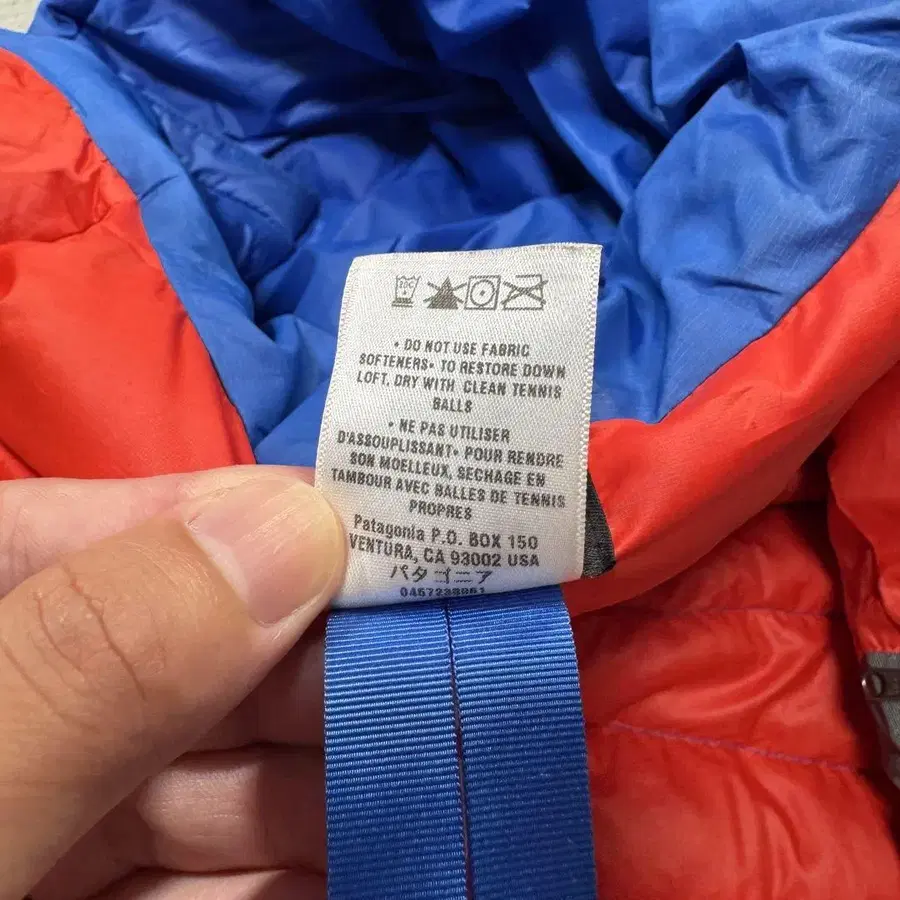 • DO NOT USE FABRIC
SOFTENERS• TO RESTORE DOWN
LOFT, DRY WITH CLEAN TENNIS
BALLS
• NE PAS UTILISER
D'ASSOUPLISSANT• POUR RENDRE
SON MOELLEUX, SECHAGE EN
TAMBOUR AVEC BALLES DE TENNIS
PROPRES
Patagonia P.O. BOX 150
VENTURA, CA 93002 USA
パタゴニア